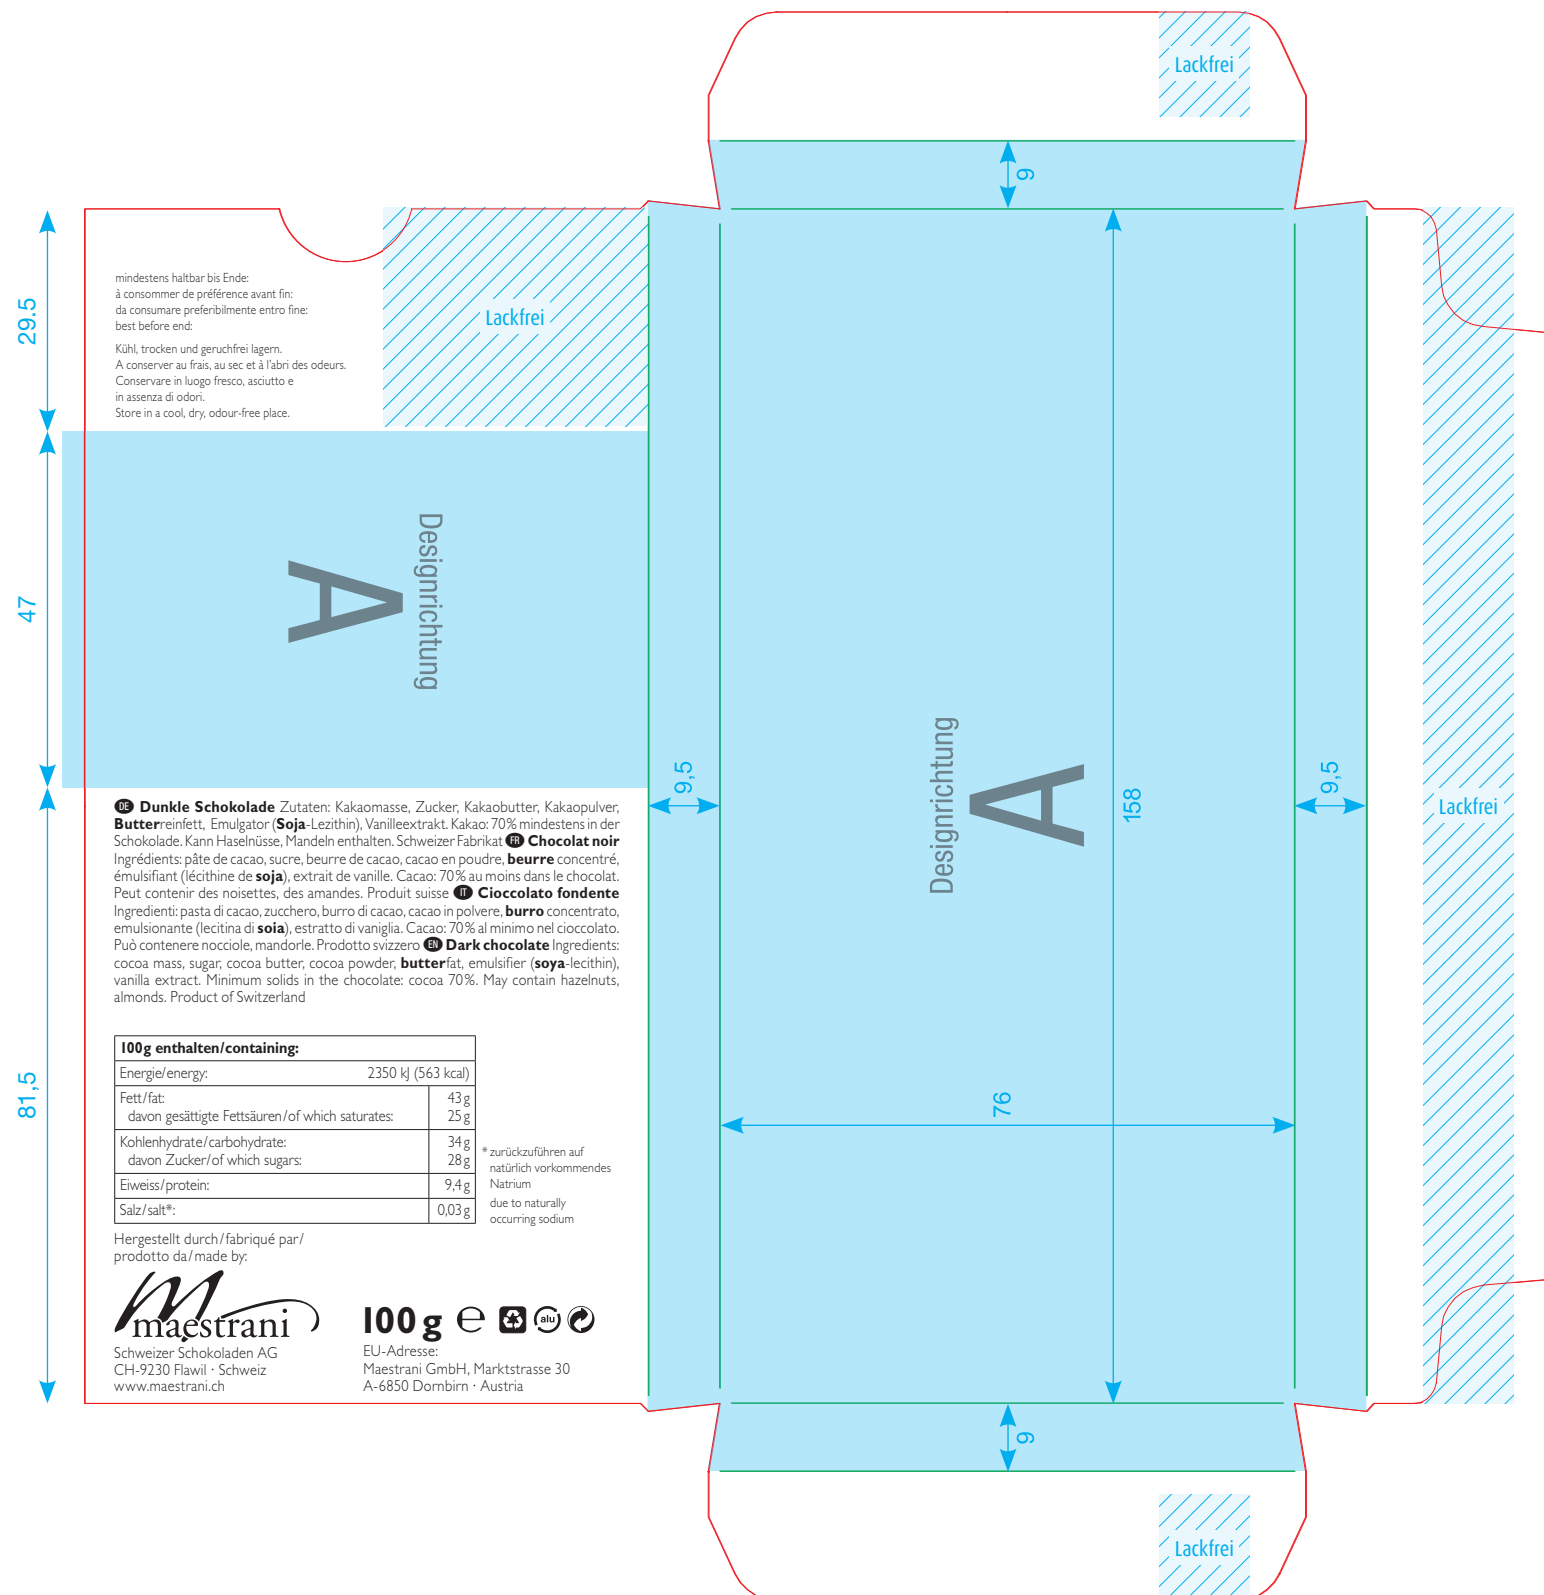 Lackfrei
9
29.5
mindestens haltbar bis Ende:
à consommer de préférence avant fin:
da consumare preferibilmente entro fine:
best before end:
Kühl, trocken und geruchfrei lagern.
A conserver au frais, au sec et à l'abri des odeurs.
Conservare in luogo fresco, asciutto e
in assenza di odori.
Store in a cool, dry, odour-free place.
Lackfrei
47
A
Designrichtung
Designrichtung
A
9,5
158
9,5
Lackfrei
76
81,5
DE Dunkle Schokolade Zutaten: Kakaomasse, Zucker, Kakaobutter, Kakaopulver,
Butterreinfett, Emulgator (Soja-Lezithin), Vanilleextrakt. Kakao: 70% mindestens in der
Schokolade. Kann Haselnüsse, Mandeln enthalten. Schweizer Fabrikat FR Chocolat noir
Ingrédients: pâte de cacao, sucre, beurre de cacao, cacao en poudre, beurre concentré,
émulsifiant (lécithine de soja), extrait de vanille. Cacao: 70% au moins dans le chocolat.
Peut contenir des noisettes, des amandes. Produit suisse IT Cioccolato fondente
Ingredienti: pasta di cacao, zucchero, burro di cacao, cacao in polvere, burro concentrato,
emulsionante (lecitina di soia), estratto di vaniglia. Cacao: 70% al minimo nel cioccolato.
Può contenere nocciole, mandorle. Prodotto svizzero EN Dark chocolate Ingredients:
cocoa mass, sugar, cocoa butter, cocoa powder, butterfat, emulsifier (soya-lecithin),
vanilla extract. Minimum solids in the chocolate: cocoa 70%. May contain hazelnuts,
almonds. Product of Switzerland
100g enthalten/containing:
Energie/energy: 2350 kJ (563 kcal)
Fett/fat: 43g
davon gesättigte Fettsäuren/of which saturates: 25g
Kohlenhydrate/carbohydrate: 34g
davon Zucker/of which sugars: 28g
Eiweiss/protein: 9,4g
Salz/salt*: 0,03g
* zurückzuführen auf
natürlich vorkommendes
Natrium
due to naturally
occurring sodium
Hergestellt durch/fabriqué par/
prodotto da/made by:
m
maestrani
Schweizer Schokoladen AG
CH-9230 Flawil · Schweiz
www.maestrani.ch
100 g ℮ alu
EU-Adresse:
Maestrani GmbH, Marktstrasse 30
A-6850 Dornbirn · Austria
9
Lackfrei